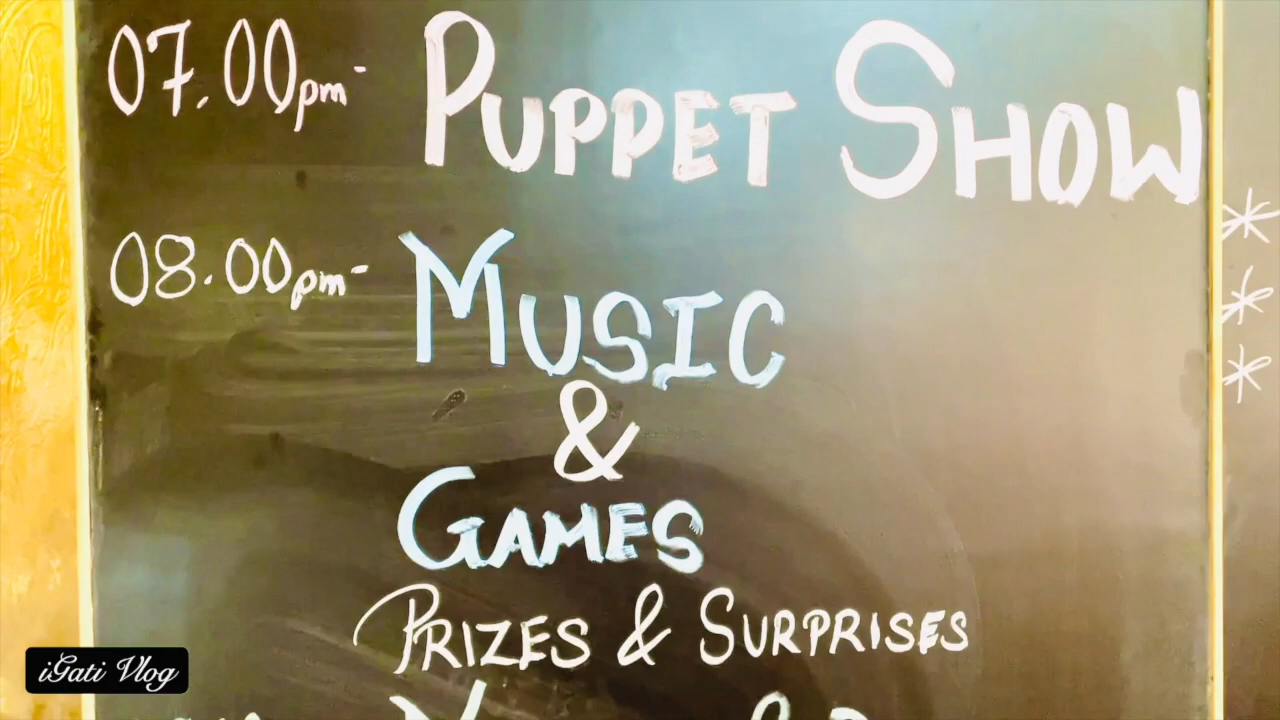 07.00pm- PUPPET SHOW
08.00pm- MUSIC
&
GAMES
PRIZES & SURPRISES
iGati Vlog